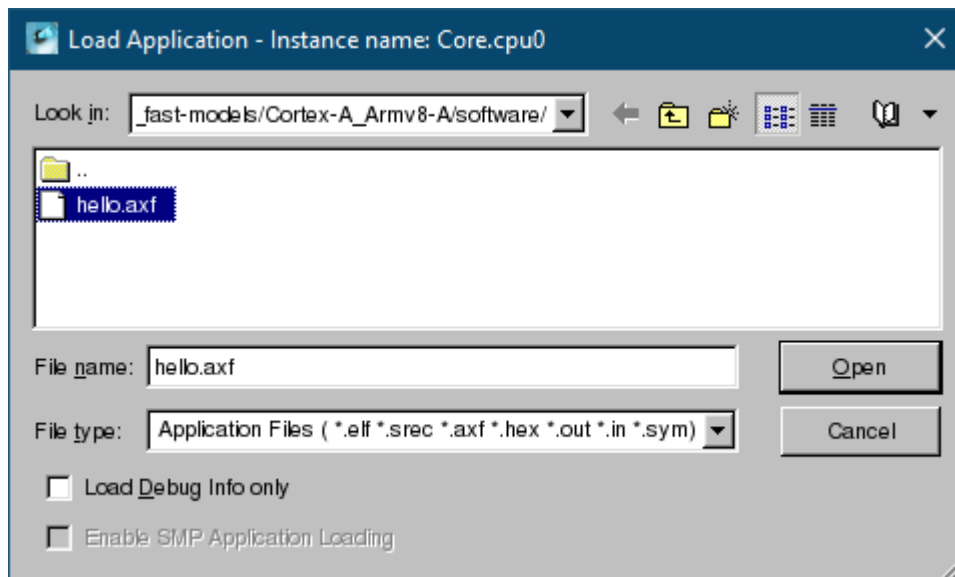 Load Application - Instance name: Core.cpu0
Look in: _fast-models/Cortex-A_Armv8-A/software/
..
hello.axf
File name: hello.axf Open
File type: Application Files ( *.elf *.srec *.axf *.hex *.out *.in *.sym) Cancel
Load Debug Info only
Enable SMP Application Loading